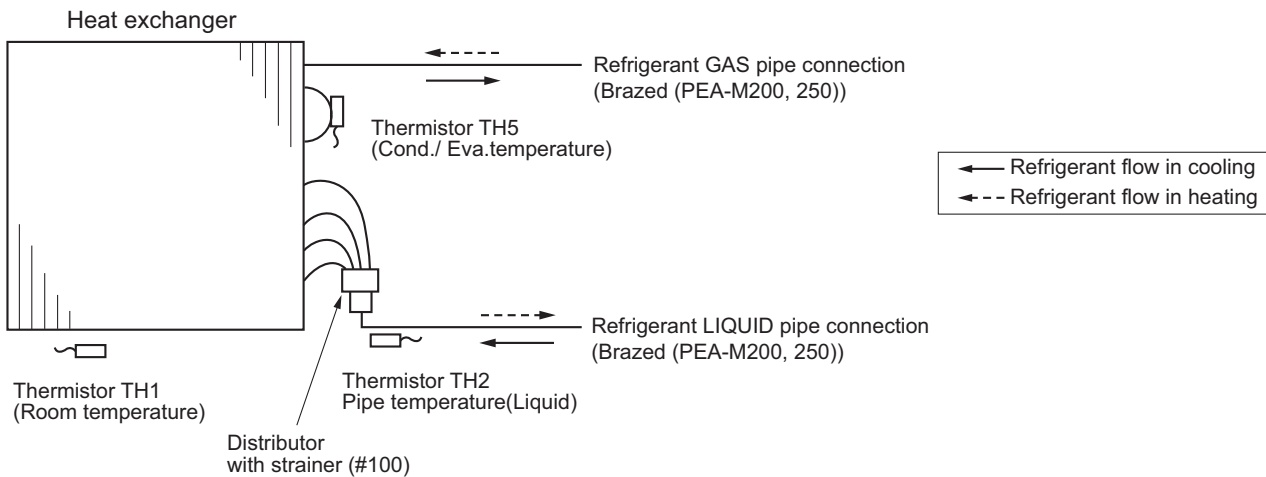 Heat exchanger
Refrigerant GAS pipe connection
(Brazed (PEA-M200, 250))
Thermistor TH5
(Cond./ Eva.temperature)
Refrigerant flow in cooling
Refrigerant flow in heating
Refrigerant LIQUID pipe connection
(Brazed (PEA-M200, 250))
Thermistor TH1
(Room temperature)
Thermistor TH2
Pipe temperature(Liquid)
Distributor
with strainer (#100)